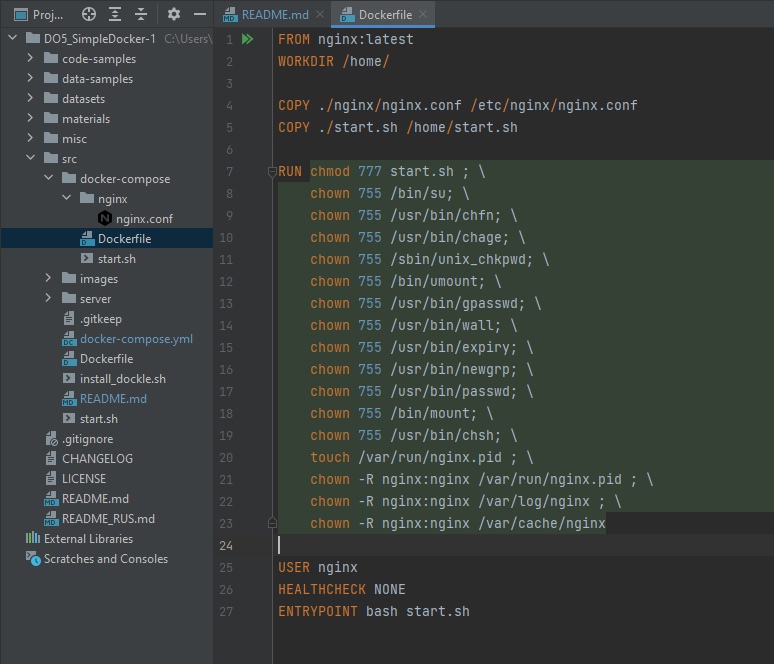 Proj...
README.md
Dockerfile
DO5_SimpleDocker-1 C:\Users\
code-samples
data-samples
datasets
materials
misc
src
docker-compose
nginx
nginx.conf
Dockerfile
start.sh
images
server
.gitkeep
docker-compose.yml
Dockerfile
install_dockle.sh
README.md
start.sh
.gitignore
CHANGELOG
LICENSE
README.md
README_RUS.md
External Libraries
Scratches and Consoles
1 FROM nginx:latest
2 WORKDIR /home/
3
4 COPY ./nginx/nginx.conf /etc/nginx/nginx.conf
5 COPY ./start.sh /home/start.sh
6
7 RUN chmod 777 start.sh ; \
8 chown 755 /bin/su; \
9 chown 755 /usr/bin/chfn; \
10 chown 755 /usr/bin/chage; \
11 chown 755 /sbin/unix_chkpwd; \
12 chown 755 /bin/umount; \
13 chown 755 /usr/bin/gpasswd; \
14 chown 755 /usr/bin/wall; \
15 chown 755 /usr/bin/expiry; \
16 chown 755 /usr/bin/newgrp; \
17 chown 755 /usr/bin/passwd; \
18 chown 755 /bin/mount; \
19 chown 755 /usr/bin/chsh; \
20 touch /var/run/nginx.pid ; \
21 chown -R nginx:nginx /var/run/nginx.pid ; \
22 chown -R nginx:nginx /var/log/nginx ; \
23 chown -R nginx:nginx /var/cache/nginx
24
25 USER nginx
26 HEALTHCHECK NONE
27 ENTRYPOINT bash start.sh